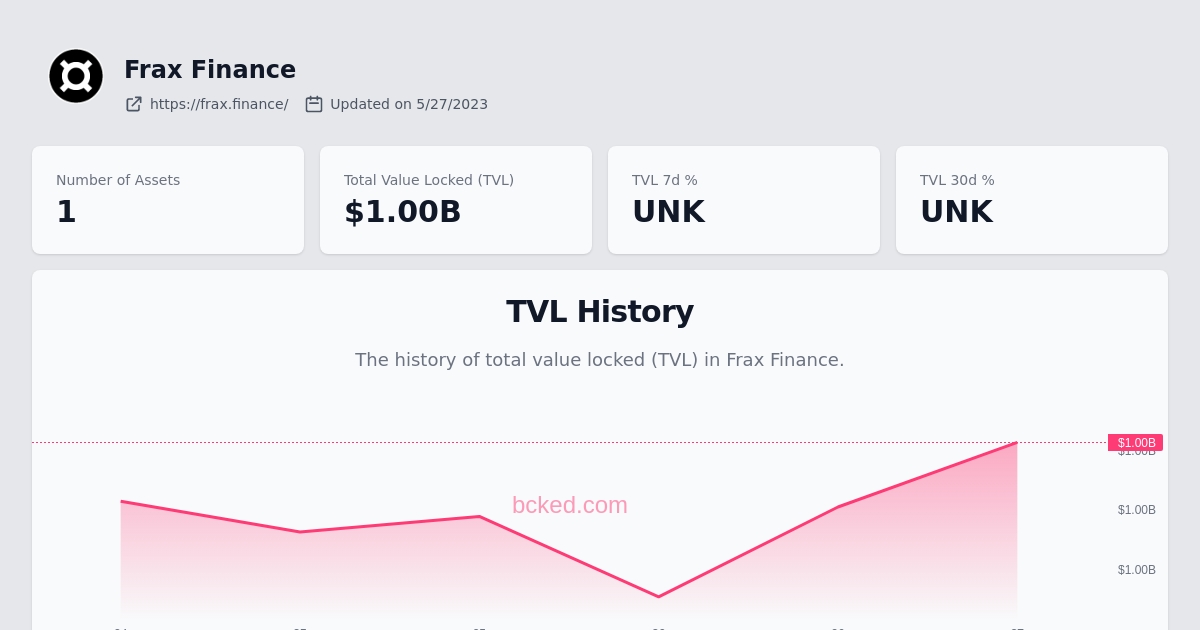 Frax Finance
https://frax.finance/ Updated on 5/27/2023
Number of Assets
1
Total Value Locked (TVL)
$1.00B
TVL 7d %
UNK
TVL 30d %
UNK
TVL History
The history of total value locked (TVL) in Frax Finance.
$1.00B
$1.00B
bcked.com
$1.00B
$1.00B